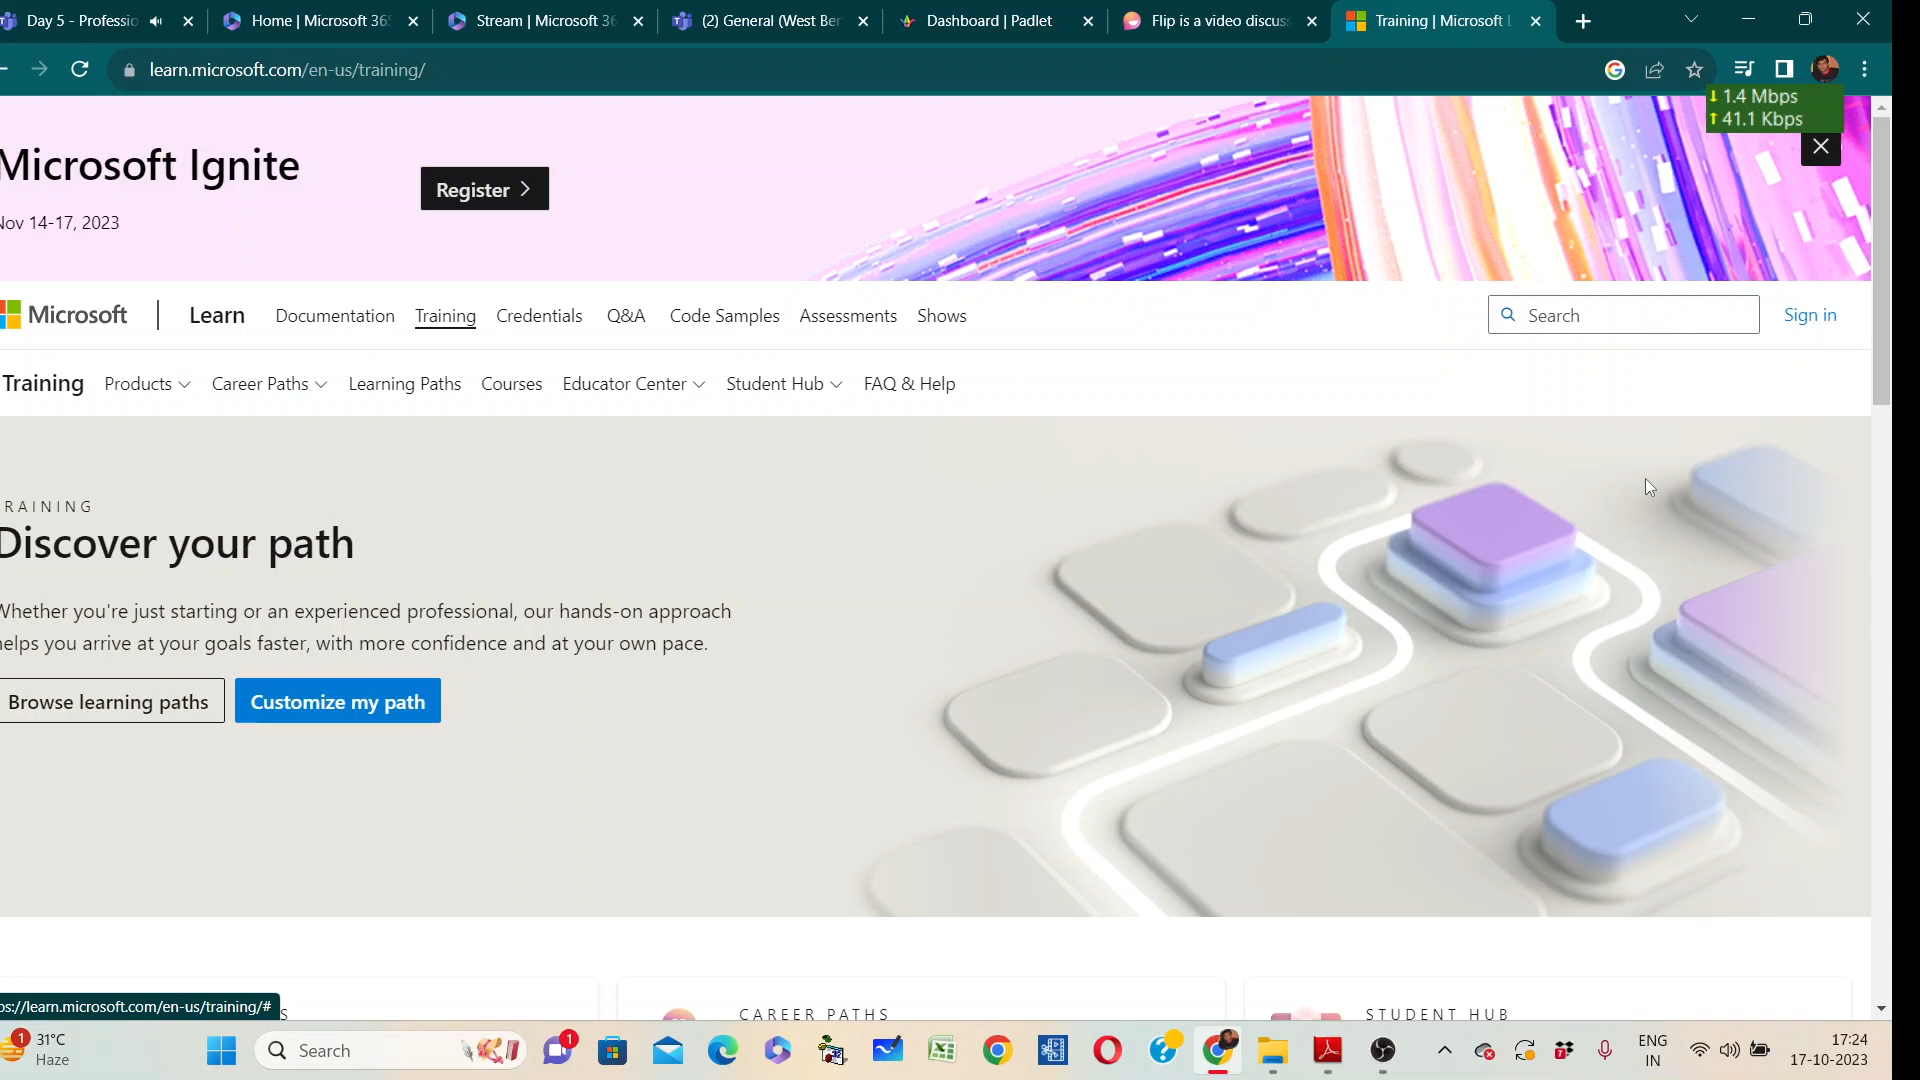 Day 5 - Professio
Home | Microsoft 36
Stream | Microsoft 36
(2) General (West Ber
Dashboard | Padlet
Flip is a video discus
Training | Microsoft L
learn.microsoft.com/en-us/training/
1.4 Mbps
41.1 Kbps
Microsoft Ignite
Register
Nov 14-17, 2023
Microsoft
Learn
Documentation
Training
Credentials
Q&A
Code Samples
Assessments
Shows
Search
Sign in
Training
Products
Career Paths
Learning Paths
Courses
Educator Center
Student Hub
FAQ & Help
RAINING
Discover your path
Whether you're just starting or an experienced professional, our hands-on approach
helps you arrive at your goals faster, with more confidence and at your own pace.
Browse learning paths
Customize my path
ps://learn.microsoft.com/en-us/training/#
S
CAREER PATHS
STUDENT HUB
1
31°C
Haze
Search
1
7
ENG
IN
17:24
17-10-2023